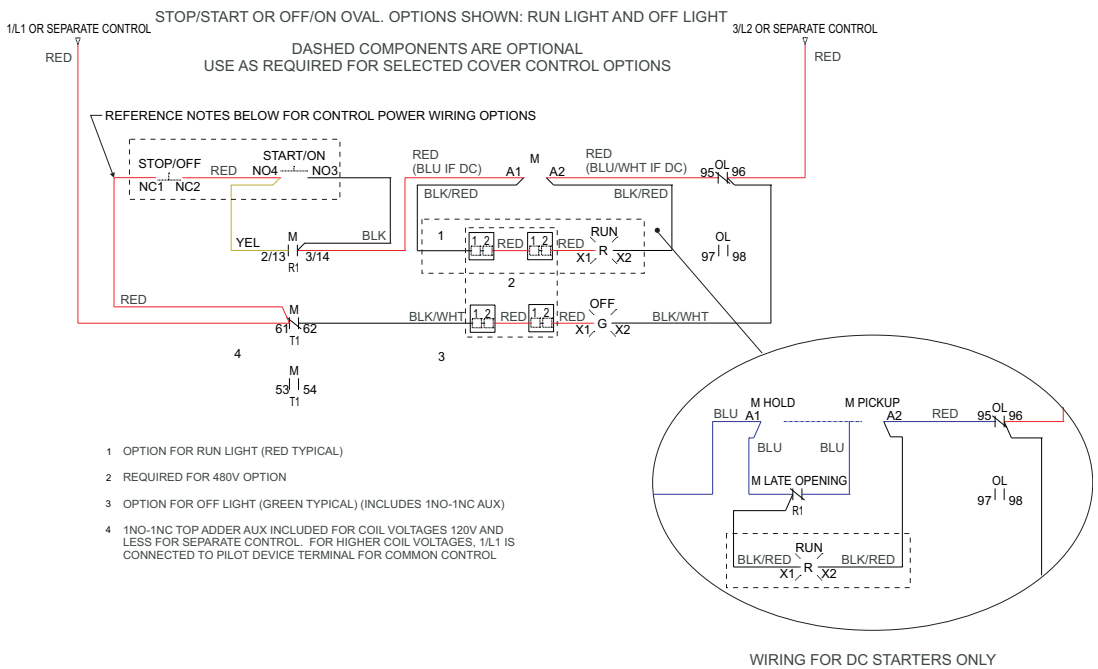 STOP/START OR OFF/ON OVAL. OPTIONS SHOWN: RUN LIGHT AND OFF LIGHT
1/L1 OR SEPARATE CONTROL
3/L2 OR SEPARATE CONTROL
DASHED COMPONENTS ARE OPTIONAL
USE AS REQUIRED FOR SELECTED COVER CONTROL OPTIONS
RED
RED
REFERENCE NOTES BELOW FOR CONTROL POWER WIRING OPTIONS
STOP/OFF
RED
START/ON
NO4
NO3
NC1
NC2
RED
(BLU IF DC)
A1
M
A2
RED
(BLU/WHT IF DC)
OL
95
96
BLK/RED
BLK/RED
YEL
M
BLK
2/13
3/14
R1
1
1 2
RED
1 2
RED
RUN
R
X1
X2
OL
97
98
2
RED
M
61
62
T1
BLK/WHT
1 2
RED
1 2
RED
OFF
G
X1
X2
BLK/WHT
4
3
M
53
54
T1
1 OPTION FOR RUN LIGHT (RED TYPICAL)
2 REQUIRED FOR 480V OPTION
3 OPTION FOR OFF LIGHT (GREEN TYPICAL) (INCLUDES 1NO-1NC AUX)
4 1NO-1NC TOP ADDER AUX INCLUDED FOR COIL VOLTAGES 120V AND
LESS FOR SEPARATE CONTROL. FOR HIGHER COIL VOLTAGES, 1/L1 IS
CONNECTED TO PILOT DEVICE TERMINAL FOR COMMON CONTROL
M HOLD
M PICKUP
BLU
A1
A2
RED
95
OL
96
BLU
BLU
M LATE OPENING
R1
OL
97
98
RUN
BLK/RED
R
BLK/RED
X1
X2
WIRING FOR DC STARTERS ONLY